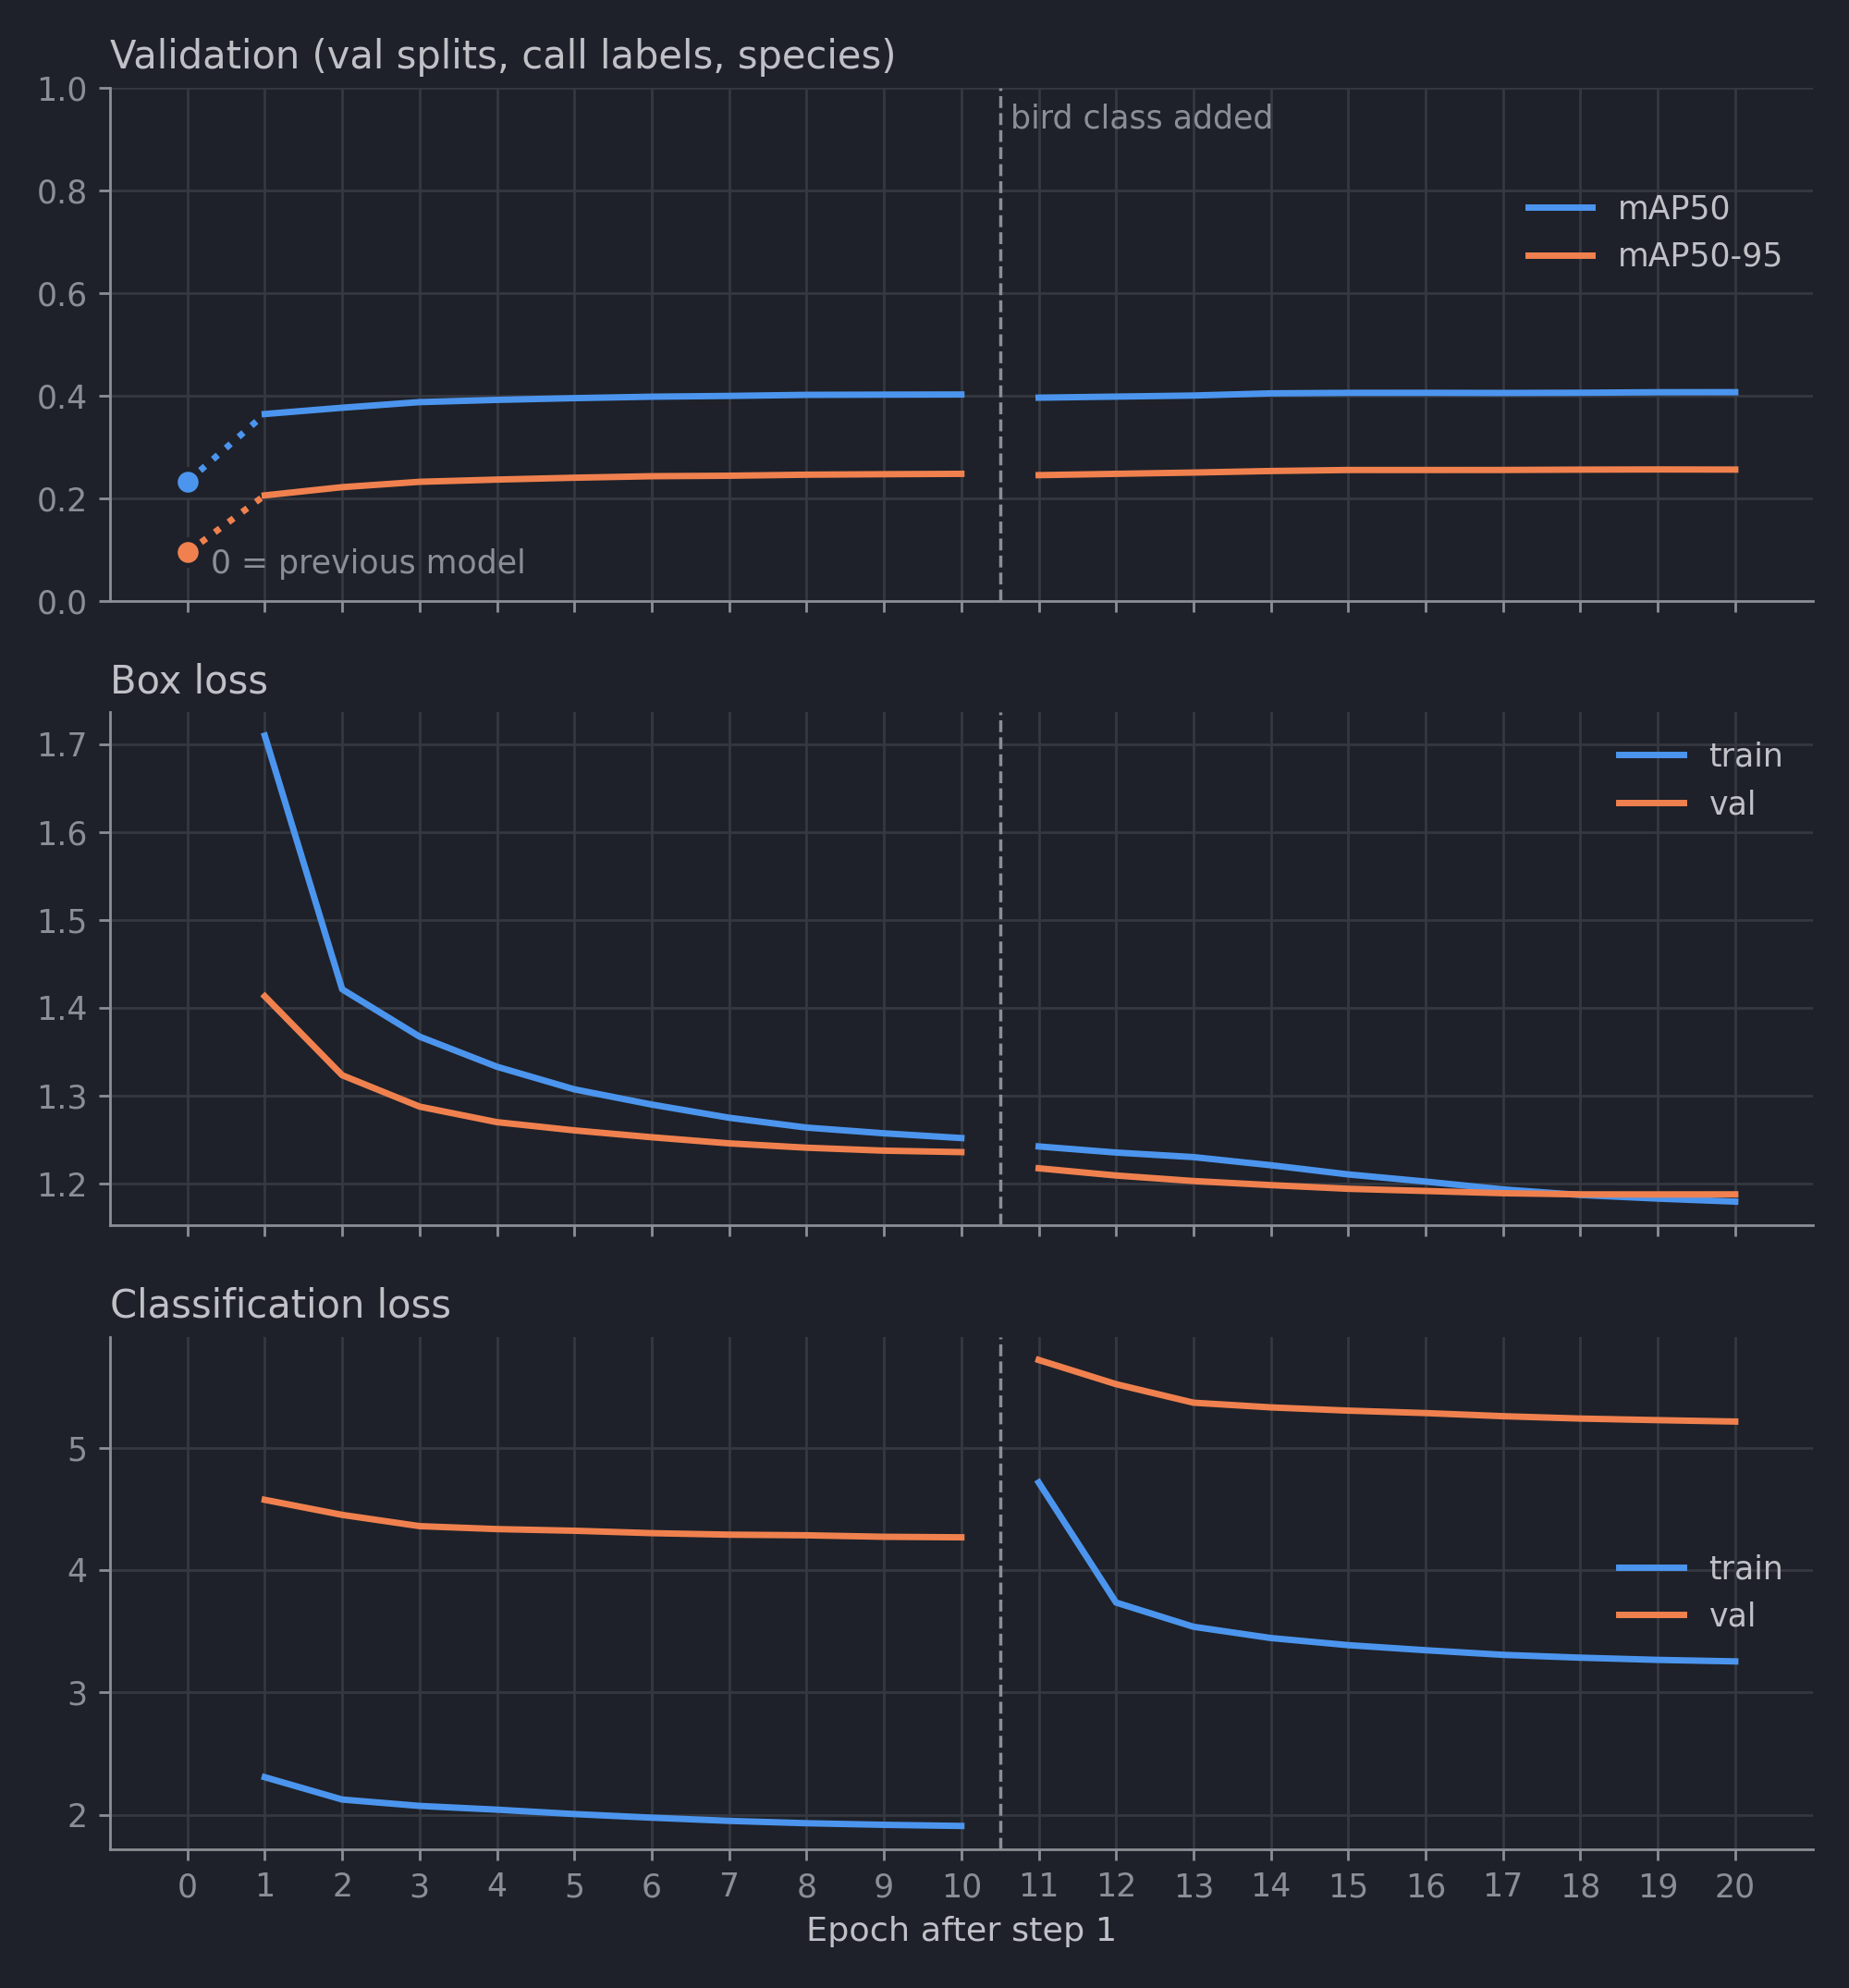 Validation (val splits, call labels, species)
1.0
bird class added
0.8
mAP50
mAP50-95
0.6
0.4
0.2
0 = previous model
0.0
Box loss
1.7
train
val
1.6
1.5
1.4
1.3
1.2
Classification loss
5
4
train
val
3
2
0 1 2 3 4 5 6 7 8 9 10 11 12 13 14 15 16 17 18 19 20
Epoch after step 1